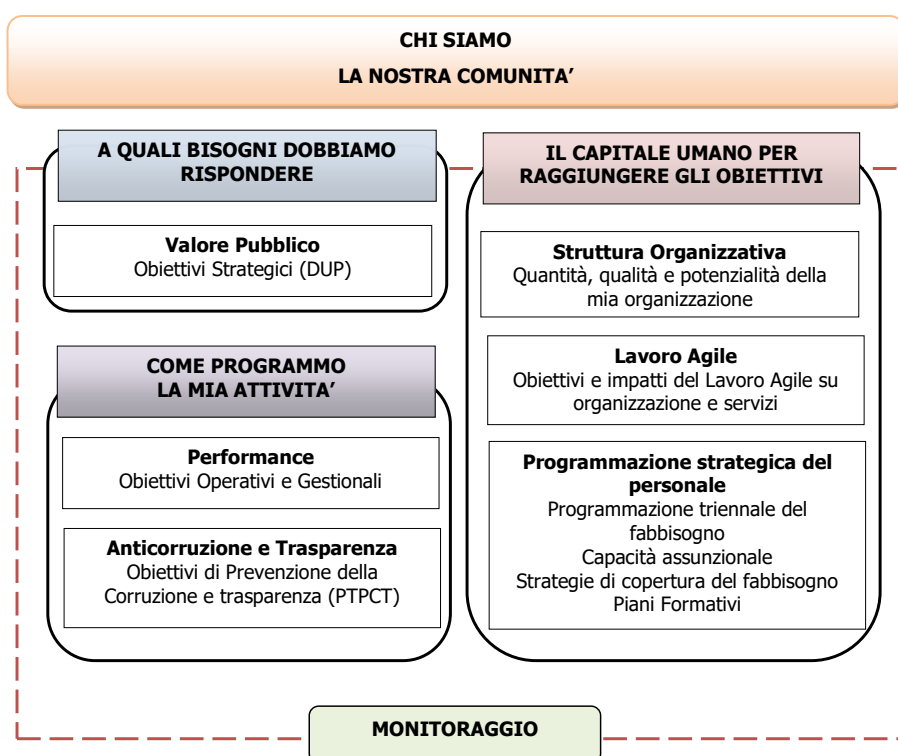 CHI SIAMO
LA NOSTRA COMUNITA’
A QUALI BISOGNI DOBBIAMO
RISPONDERE
Valore Pubblico
Obiettivi Strategici (DUP)
COME PROGRAMMO
LA MIA ATTIVITA’
Performance
Obiettivi Operativi e Gestionali
Anticorruzione e Trasparenza
Obiettivi di Prevenzione della
Corruzione e trasparenza (PTPCT)
IL CAPITALE UMANO PER
RAGGIUNGERE GLI OBIETTIVI
Struttura Organizzativa
Quantità, qualità e potenzialità della
mia organizzazione
Lavoro Agile
Obiettivi e impatti del Lavoro Agile su
organizzazione e servizi
Programmazione strategica del
personale
Programmazione triennale del
fabbisogno
Capacità assunzionale
Strategie di copertura del fabbisogno
Piani Formativi
MONITORAGGIO